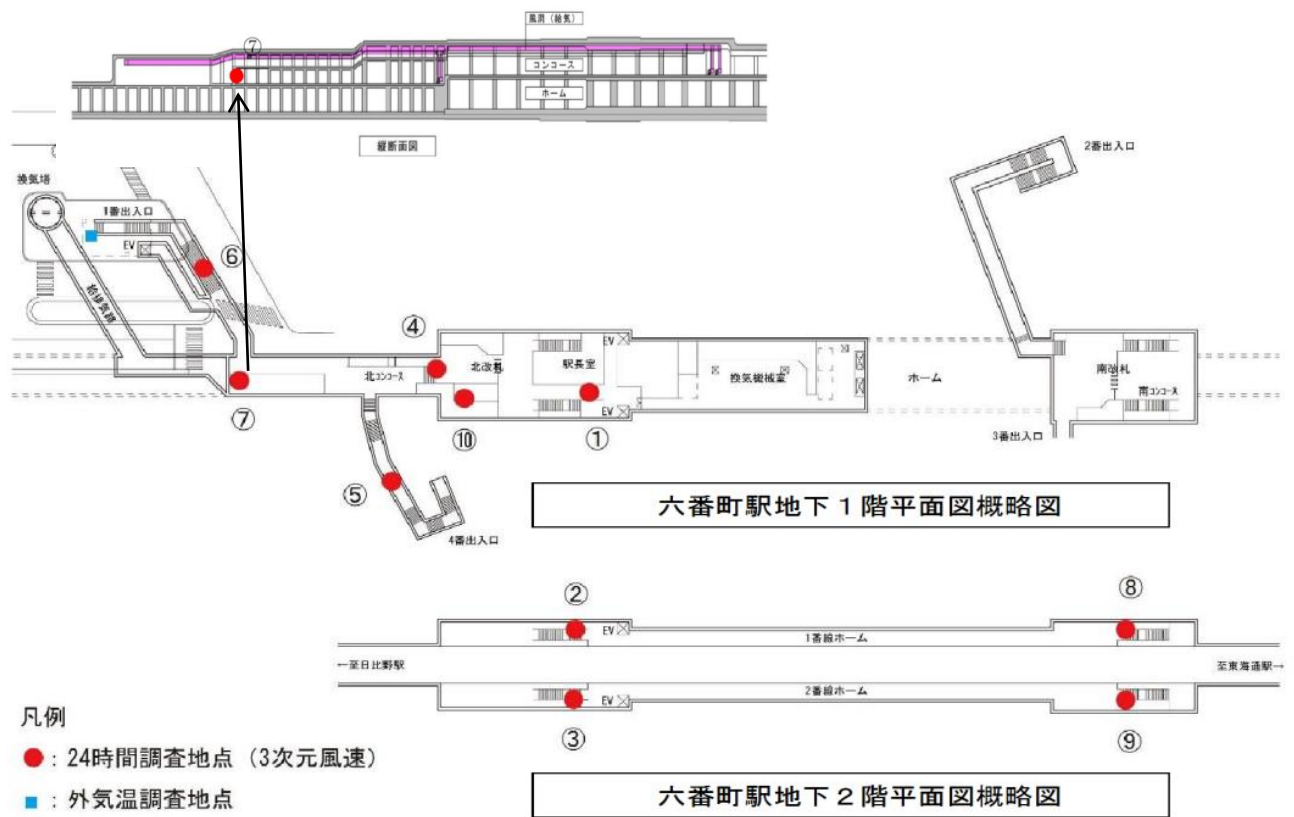 風洞（給気）
⑦
コンコース
ホーム
縦断面図
2番出入口
換気塔
1番出入口
EV
⑥
給排気路
④
EV
北改札
駅長室
北コンコース
換気機械室
ホーム
南改札
南コンコース
⑦
⑩
EV
①
3番出入口
⑤
4番出入口
六番町駅地下１階平面図概略図
②
⑧
EV
1番線ホーム
←至日比野駅
至東海通駅→
2番線ホーム
EV
③
⑨
凡例
：24時間調査地点（3次元風速）
：外気温調査地点
六番町駅地下２階平面図概略図